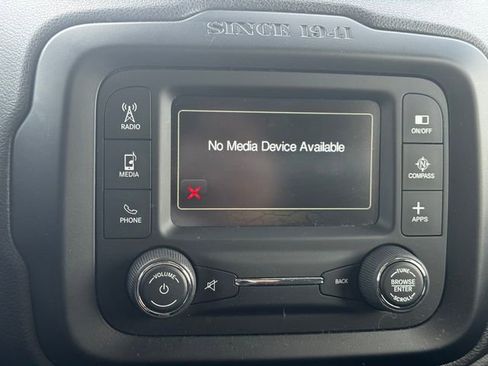 SINCE 1941
RADIO
MEDIA
PHONE
No Media Device Available
ON/OFF
N
COMPASS
APPS
VOLUME
BACK
TUNE
BROWSE
ENTER
SCROLL